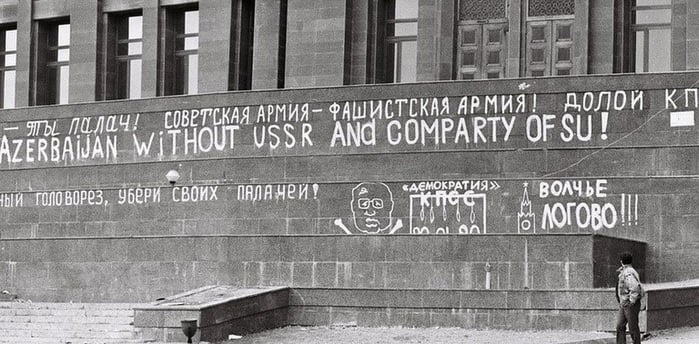 — ТЫ ПАЛАЧ! СОВЕТСКАЯ АРМИЯ – ФАШИСТСКАЯ АРМИЯ! ДОЛОЙ КП
AZERBAIJAN WiTHOUT USSR ANd COMPARTY OF SU!
НЫЙ ГОЛОВОРЕЗ, УБЕРИ СВОИХ ПАЛАЧЕЙ!
"ДЕМОКРАТИЯ"
КПСС
ВОЛЧЬЕ
ЛОГОВО!!!